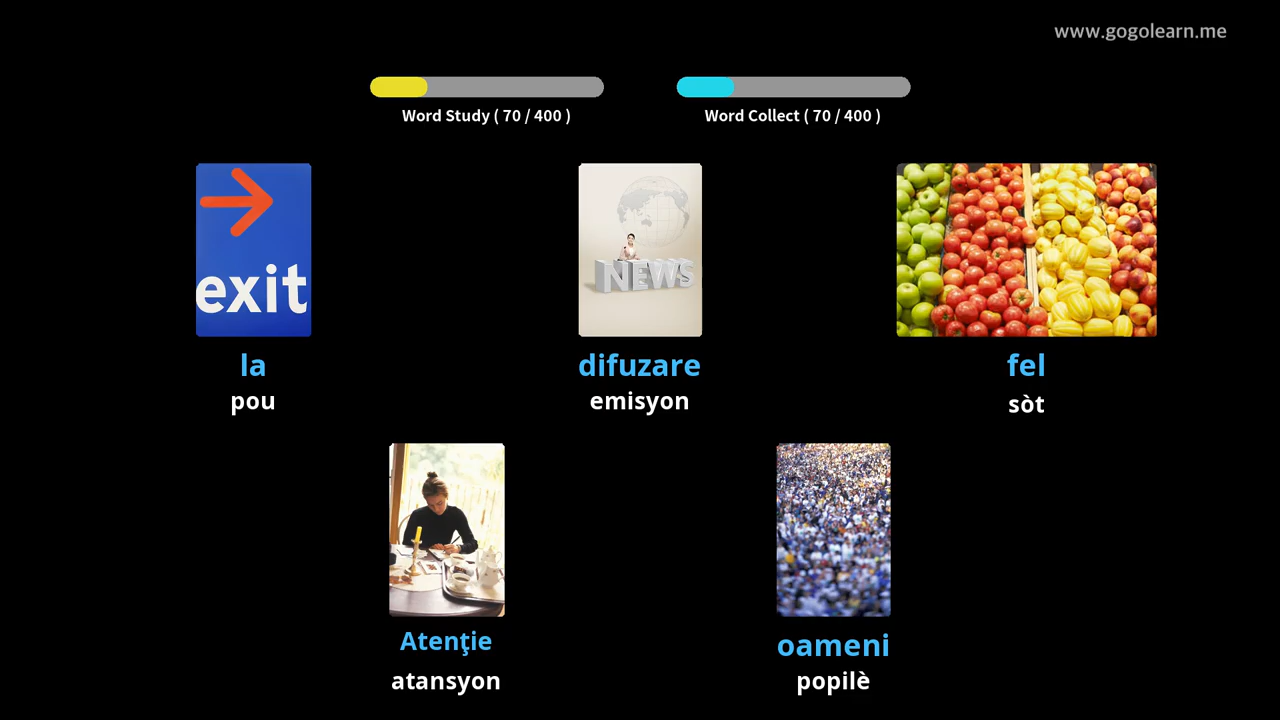 www.gogolearn.me
Word Study ( 70 / 400 )
Word Collect ( 70 / 400 )
exit
NEWS
la
difuzare
fel
pou
emisyon
sòt
Atenţie
oameni
atansyon
popilè